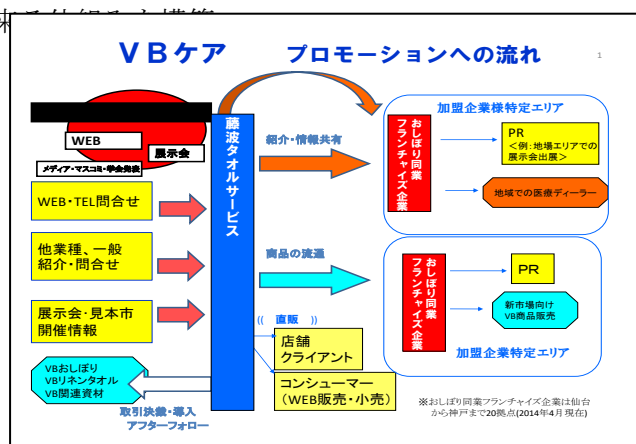 ＶＢケア　　プロモーションへの流れ
1
WEB
展示会
メディア・マスコミ・学会発表
WEB・TEL問合せ
他業種、一般
紹介・問合せ
展示会・見本市
開催情報
VBおしぼり
VBリネンタオル
VB関連資材
取引決裁・導入
アフターフォロー
藤波タオルサービス
紹介・情報共有
商品の流通
((　直販　))
店舗
クライアント
コンシューマー
（WEB販売・小売）
加盟企業様特定エリア
おしぼり同業
フランチャイズ企業
PR
＜例：地場エリアでの
展示会出展＞
地域での医療ディーラー
おしぼり同業
フランチャイズ企業
PR
新市場向け
VB商品販売
加盟企業特定エリア
※おしぼり同業フランチャイズ企業は仙台
から神戸まで20拠点(2014年4月現在)